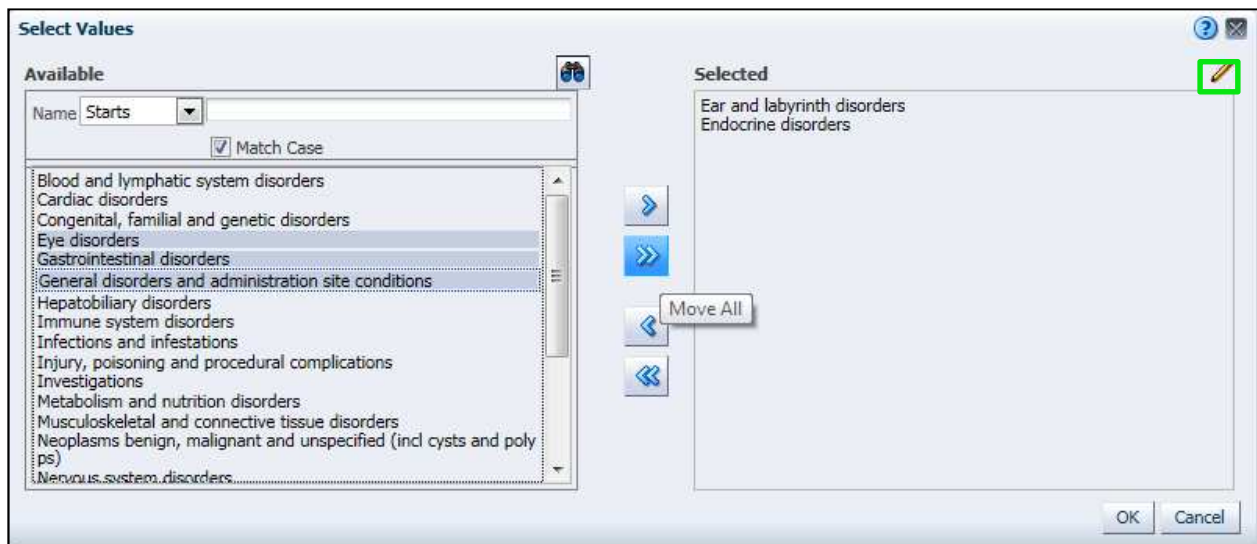 Select Values
Available
Name Starts
Match Case
Blood and lymphatic system disorders
Cardiac disorders
Congenital, familial and genetic disorders
Eye disorders
Gastrointestinal disorders
General disorders and administration site conditions
Hepatobiliary disorders
Immune system disorders
Infections and infestations
Injury, poisoning and procedural complications
Investigations
Metabolism and nutrition disorders
Musculoskeletal and connective tissue disorders
Neoplasms benign, malignant and unspecified (incl cysts and poly
ps)
Nervous system disorders
Move All
Selected
Ear and labyrinth disorders
Endocrine disorders
OK
Cancel